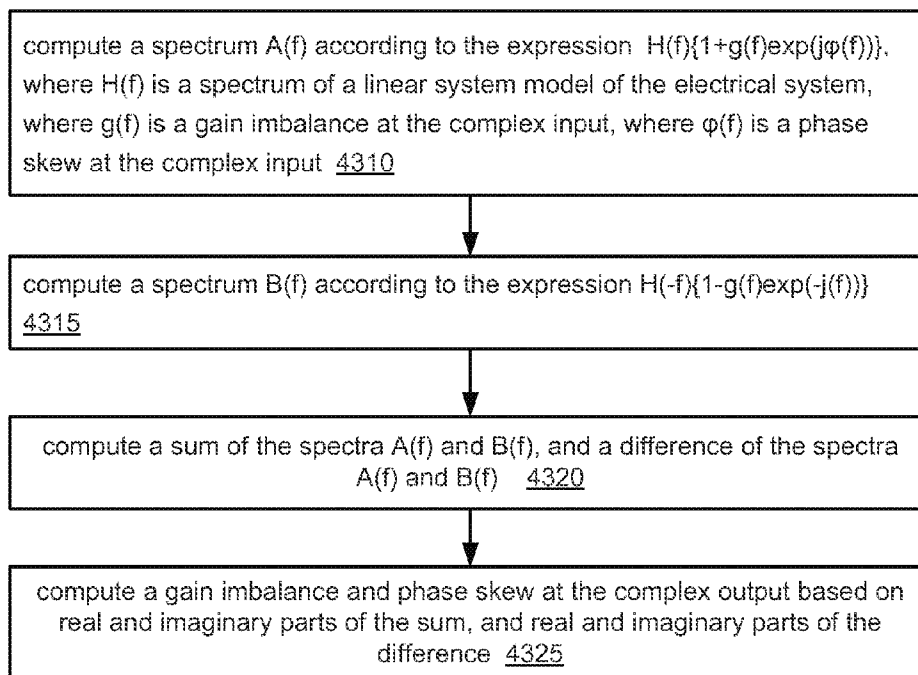 compute a spectrum A(f) according to the expression H(f){1+g(f)exp(jφ(f))},
where H(f) is a spectrum of a linear system model of the electrical system,
where g(f) is a gain imbalance at the complex input, where φ(f) is a phase
skew at the complex input 4310
compute a spectrum B(f) according to the expression H(-f){1-g(f)exp(-j(f))}
4315
compute a sum of the spectra A(f) and B(f), and a difference of the spectra
A(f) and B(f) 4320
compute a gain imbalance and phase skew at the complex output based on
real and imaginary parts of the sum, and real and imaginary parts of the
difference 4325